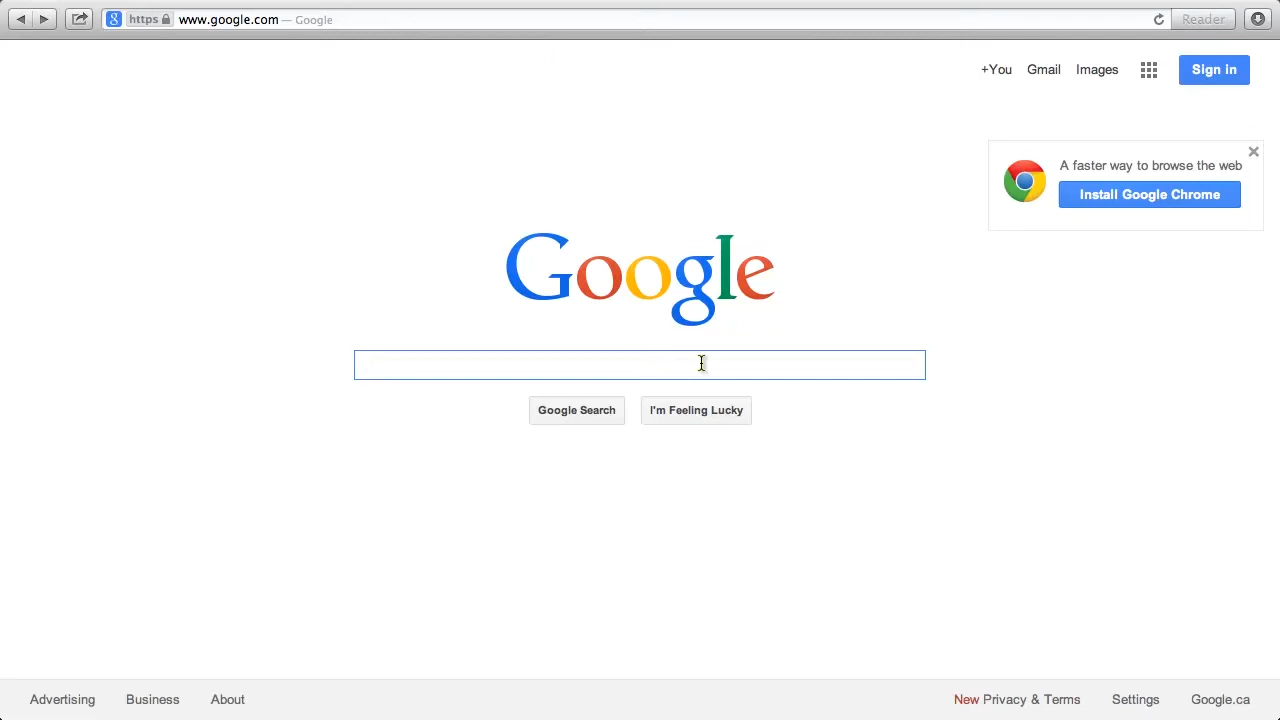 https www.google.com — Google Reader
+You Gmail Images Sign in
A faster way to browse the web
Install Google Chrome
Google
Google Search I'm Feeling Lucky
Advertising Business About New Privacy & Terms Settings Google.ca